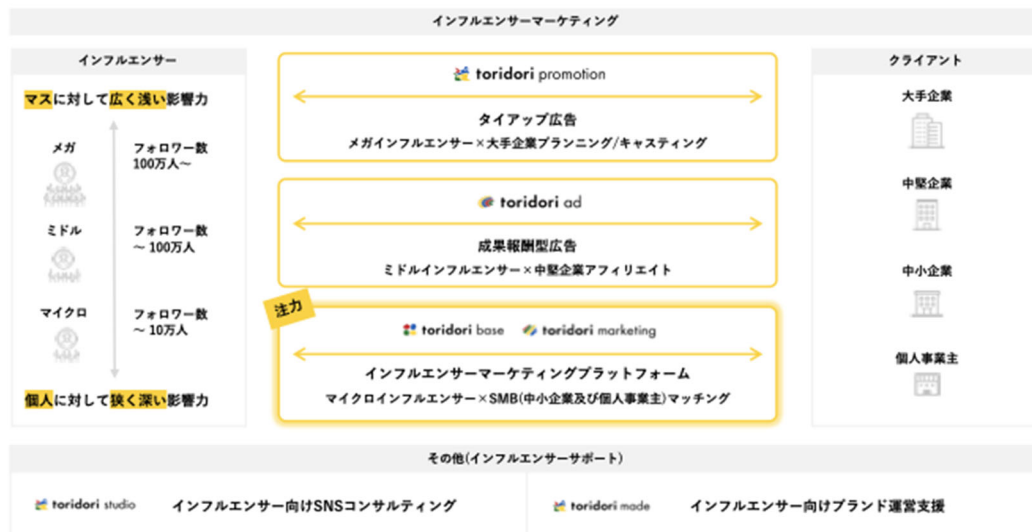 インフルエンサーマーケティング
インフルエンサー
マスに対して広く浅い影響力
メガ
フォロワー数
100万人~
ミドル
フォロワー数
~ 100万人
マイクロ
フォロワー数
~ 10万人
個人に対して狭く深い影響力
toridori promotion
タイアップ広告
メガインフルエンサー×大手企業プランニング/キャスティング
toridori ad
成果報酬型広告
ミドルインフルエンサー×中堅企業アフィリエイト
注力
toridori base toridori marketing
インフルエンサーマーケティングプラットフォーム
マイクロインフルエンサー×SMB(中小企業及び個人事業主)マッチング
クライアント
大手企業
中堅企業
中小企業
個人事業主
その他(インフルエンサーサポート)
toridori studio インフルエンサー向けSNSコンサルティング
toridori made インフルエンサー向けブランド運営支援